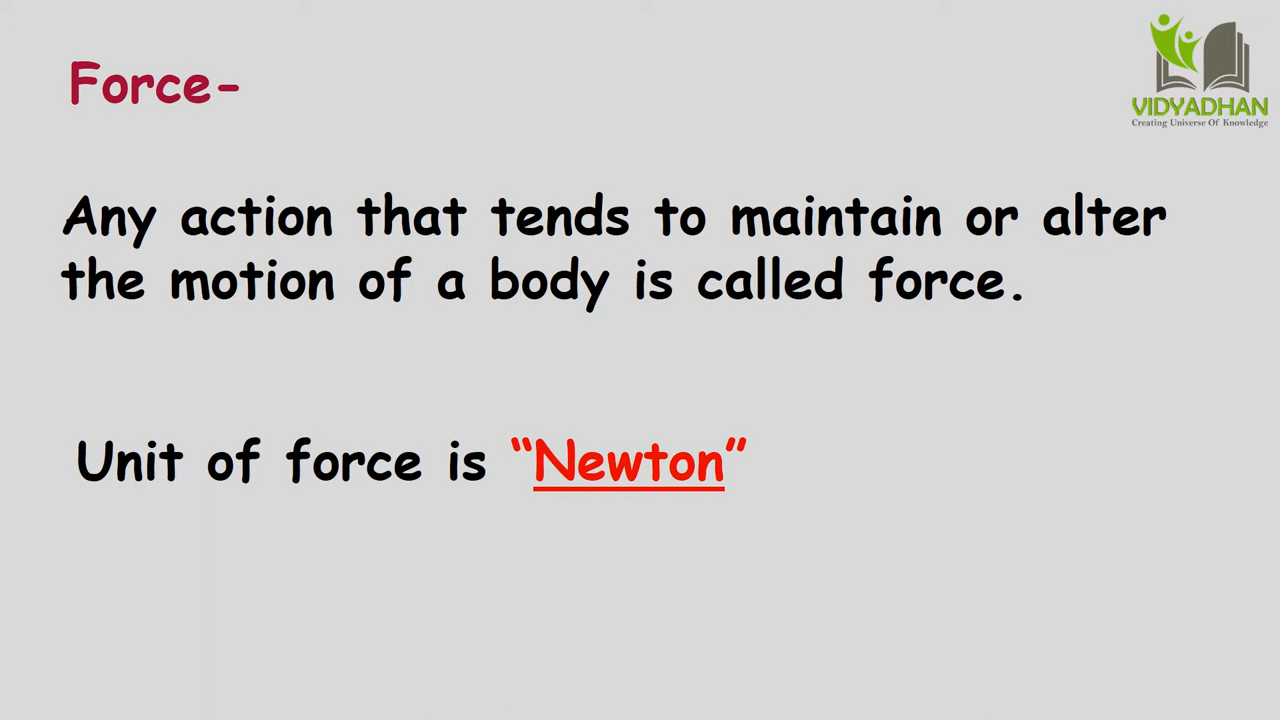 Force-
VIDYADHAN
Creating Universe Of Knowledge
Any action that tends to maintain or alter
the motion of a body is called force.
Unit of force is “Newton”